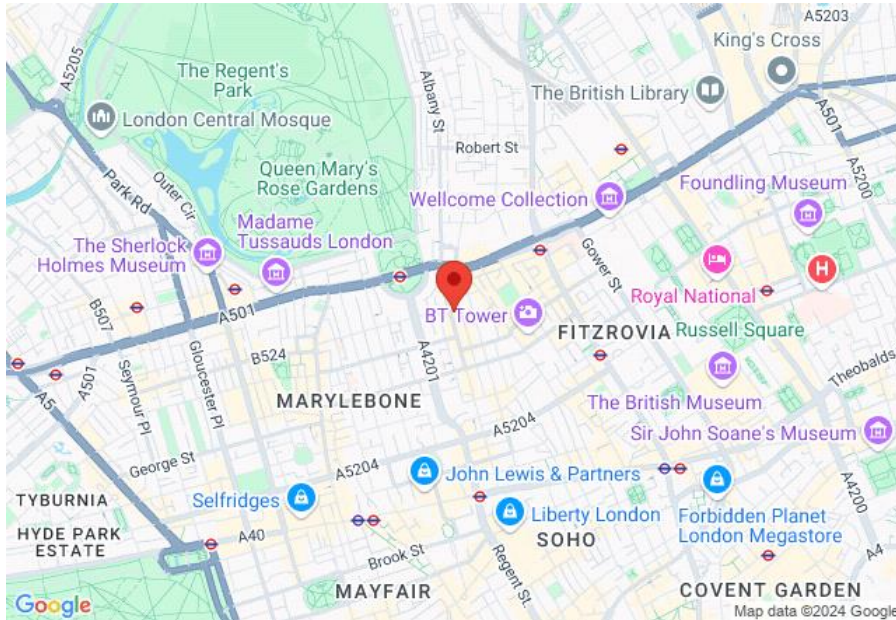 A5203
King's Cross
A5205
The Regent's
Park
Albany St
The British Library
A501
London Central Mosque
Robert St
A5200
Queen Mary's
Rose Gardens
Outer Cir
Park Rd
Wellcome Collection
Foundling Museum
Madame
Tussauds London
The Sherlock
Holmes Museum
Gower St
H
Royal National
B507
A501
BT Tower
FITZROVIA
Russell Square
B524
A4201
Gloucester Pl
Seymour Pl
A501
A5
Theobalds
MARYLEBONE
The British Museum
Sir John Soane's Museum
A5204
George St
A5204
John Lewis & Partners
A4200
TYBURNIA
Selfridges
Liberty London
Forbidden Planet
London Megastore
HYDE PARK
ESTATE
A40
SOHO
Brook St
Regent St.
MAYFAIR
COVENT GARDEN
Google
Map data ©2024 Google